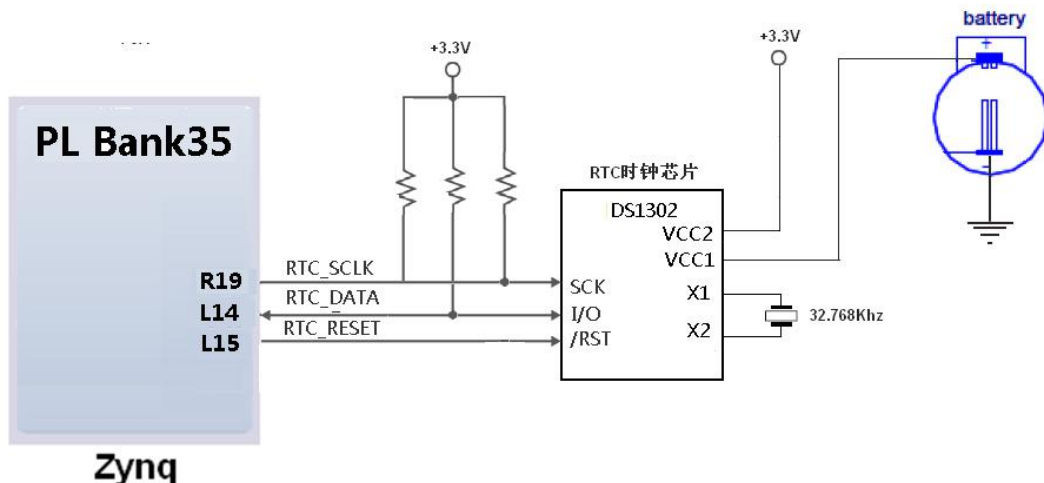 battery
+3.3V
+3.3V
+
PL Bank35
RTC时钟芯片
DS1302
VCC2
VCC1
R19
RTC_SCLK
SCK
X1
L14
RTC_DATA
I/O
32.768Khz
L15
RTC_RESET
/RST
X2
-
Zynq